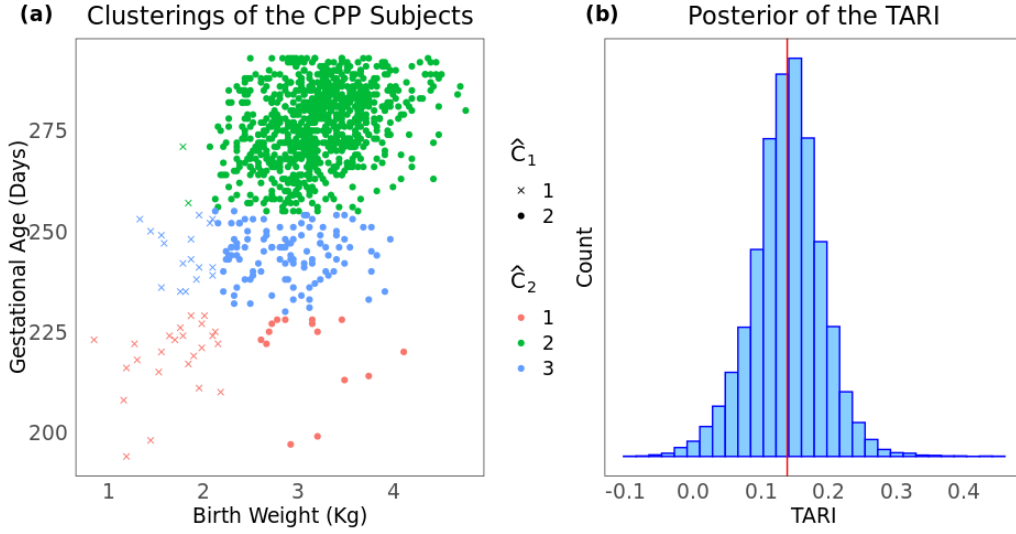 (a) Clusterings of the CPP Subjects
Gestational Age (Days)
275
250
225
200
1 2 3 4
Birth Weight (Kg)
Ĉ₁
1
2
Ĉ₂
1
2
3
(b) Posterior of the TARI
Count
-0.1 0.0 0.1 0.2 0.3 0.4
TARI